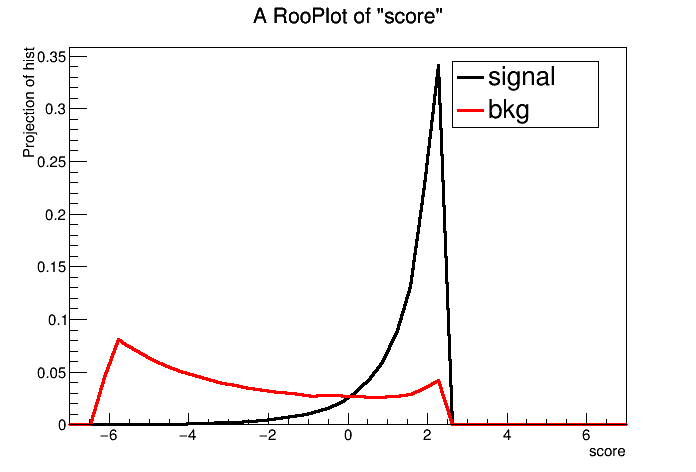 A RooPlot of "score"
Projection of hist
0.35
0.3
0.25
0.2
0.15
0.1
0.05
0
signal
bkg
−6 −4 −2 0 2 4 6
score